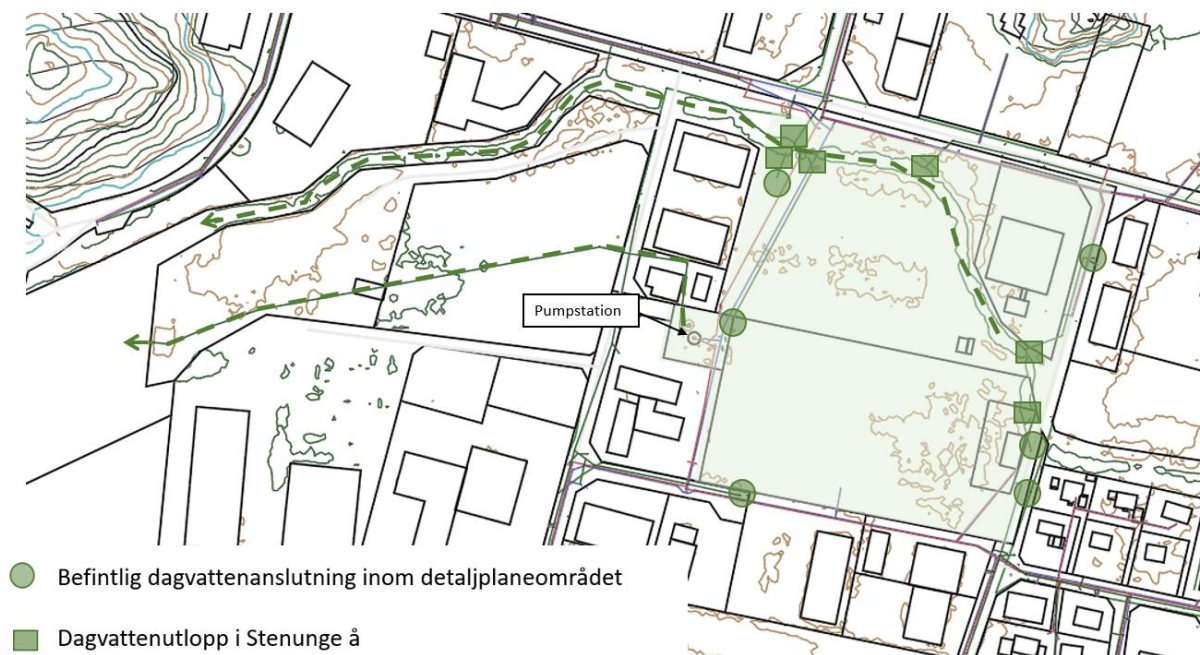 Pumpstation
Befintlig dagvattenanslutning inom detaljplaneområdet
Dagvattenutlopp i Stenunge å